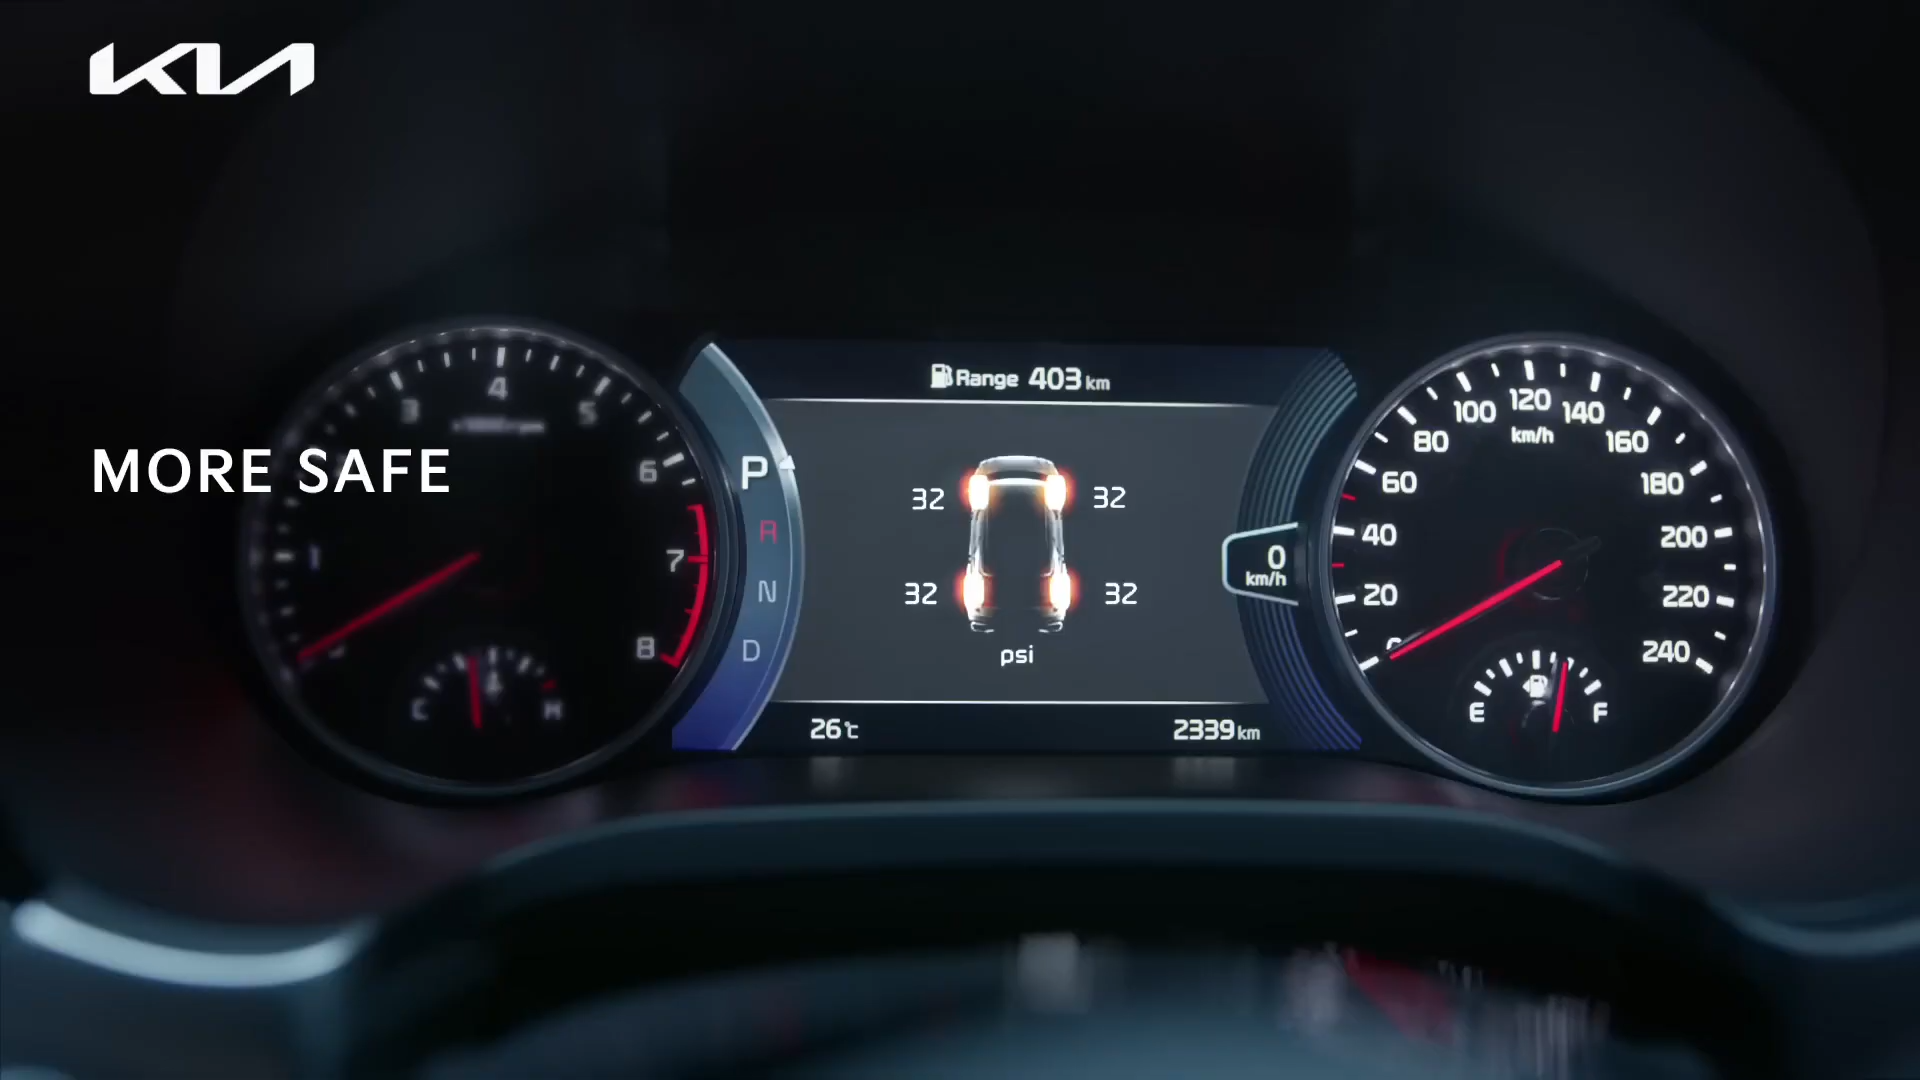 KIA
MORE SAFE
3 4 5
6
1 7
8
C H
P
R
N
D
Range 403 km
32 32
32 32
psi
26°C 2339 km
0
km/h
100 120 140
km/h
80 160
60 180
40 200
20 220
240
E F